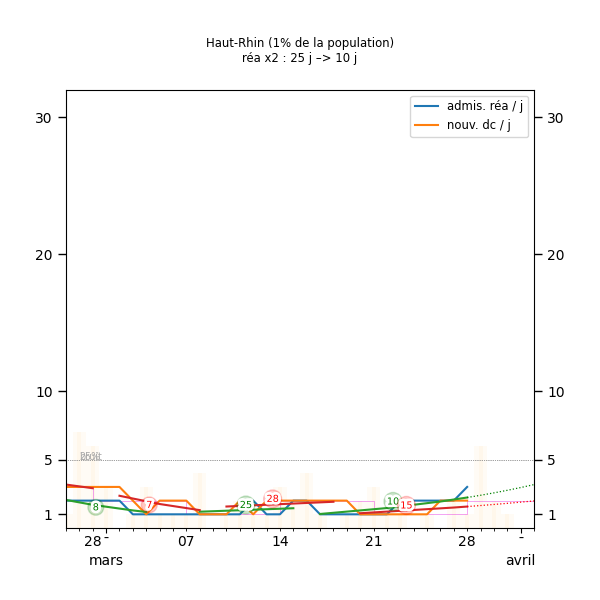 Haut-Rhin (1% de la population)
réa x2 : 25 j –> 10 j
admis. réa / j
nouv. dc / j
30 30
20 20
10 10
5 5
28
25
10
15
7
8
1 1
28 - 07 14 21 28 -
mars avril